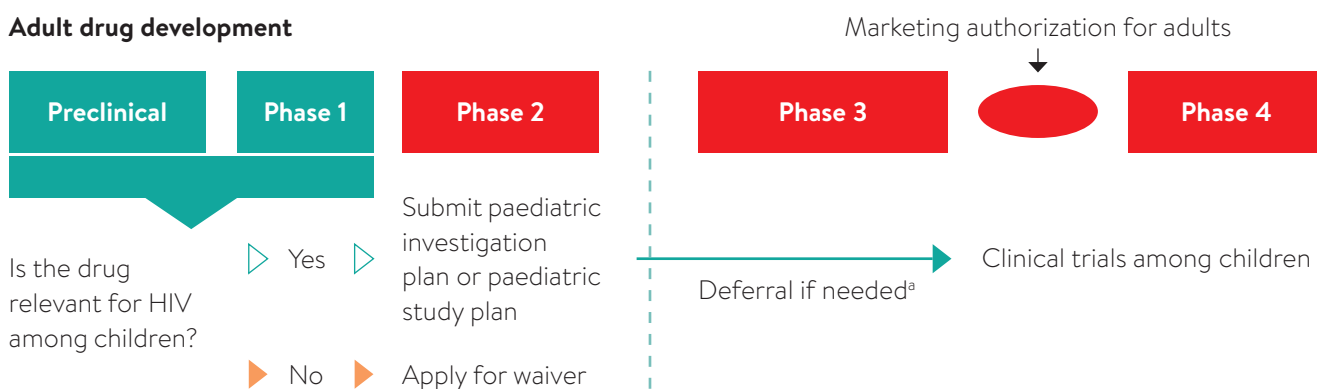 Adult drug development
Marketing authorization for adults
Preclinical
Phase 1
Phase 2
Phase 3
Phase 4
Is the drug
relevant for HIV
among children?
Yes
Submit paediatric
investigation
plan or paediatric
study plan
Deferral if neededᵃ
Clinical trials among children
No
Apply for waiver